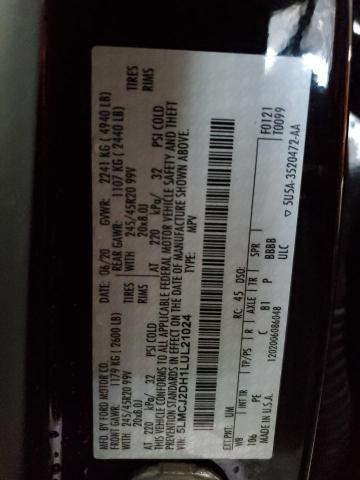 MFD. BY FORD MOTOR CO.
DATE: 06/20 GVWR: 2241 KG ( 4940 LB)
FRONT GAWR: 1179 KG (2600 LB) REAR GAWR: 1107 KG ( 2440 LB)
WITH 245/45R20 99V TIRES WITH 245/45R20 99V TIRES
20x8.0J RIMS 20x8.0J RIMS
AT 220 kPa/ 32 PSI COLD AT 220 kPa/ 32 PSI COLD
THIS VEHICLE CONFORMS TO ALL APPLICABLE FEDERAL MOTOR VEHICLE SAFETY AND THEFT
PREVENTION STANDARDS IN EFFECT ON THE DATE OF MANUFACTURE SHOWN ABOVE.
VIN: 5LMCJ2DH1LUL21024 TYPE: MPV
F0121
T0099
EXT PNT: UM RC: 45 DSO:
WB TP/PS I R AXLE TR SPR
106 PE C B1 P BBBB
MADE IN U.S.A. ULC
1202006086048 5USA-3520472-AA